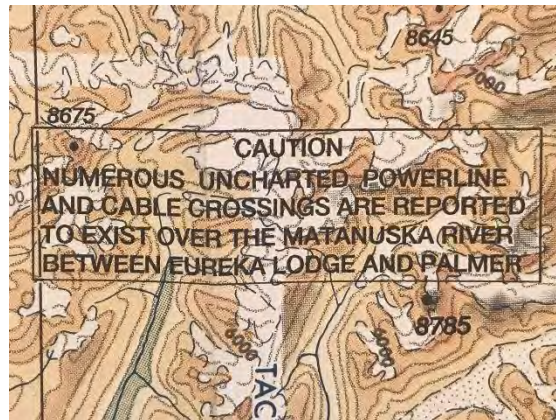 8645
7000
8675
CAUTION
NUMEROUS UNCHARTED POWERLINE
AND CABLE CROSSINGS ARE REPORTED
TO EXIST OVER THE MATANUSKA RIVER
BETWEEN EUREKA LODGE AND PALMER
8785
6000
TAC